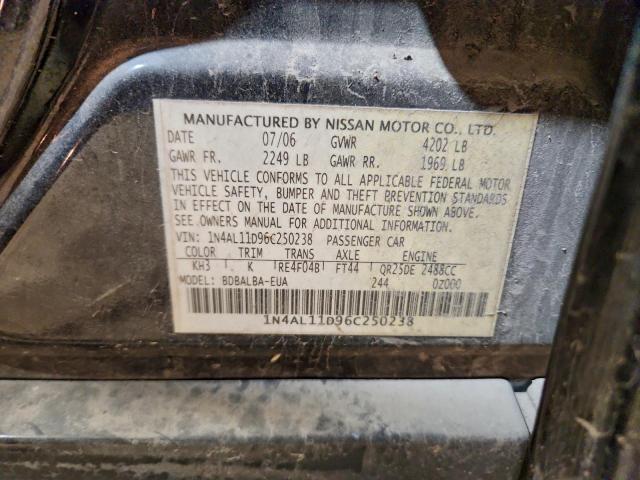 MANUFACTURED BY NISSAN MOTOR CO., LTD.
DATE 07/06 GVWR 4202 LB
GAWR FR. 2249 LB GAWR RR. 1969 LB
THIS VEHICLE CONFORMS TO ALL APPLICABLE FEDERAL MOTOR
VEHICLE SAFETY, BUMPER AND THEFT PREVENTION STANDARDS
IN EFFECT ON THE DATE OF MANUFACTURE SHOWN ABOVE.
SEE OWNERS MANUAL FOR ADDITIONAL INFORMATION.
VIN: 1N4AL11D96C250238 PASSENGER CAR
COLOR TRIM TRANS AXLE ENGINE
KH3 K RE4F04B FT44 QR25DE 2488CC
MODEL: BDBALBA-EUA 244 0Z000
1N4AL11D96C250238